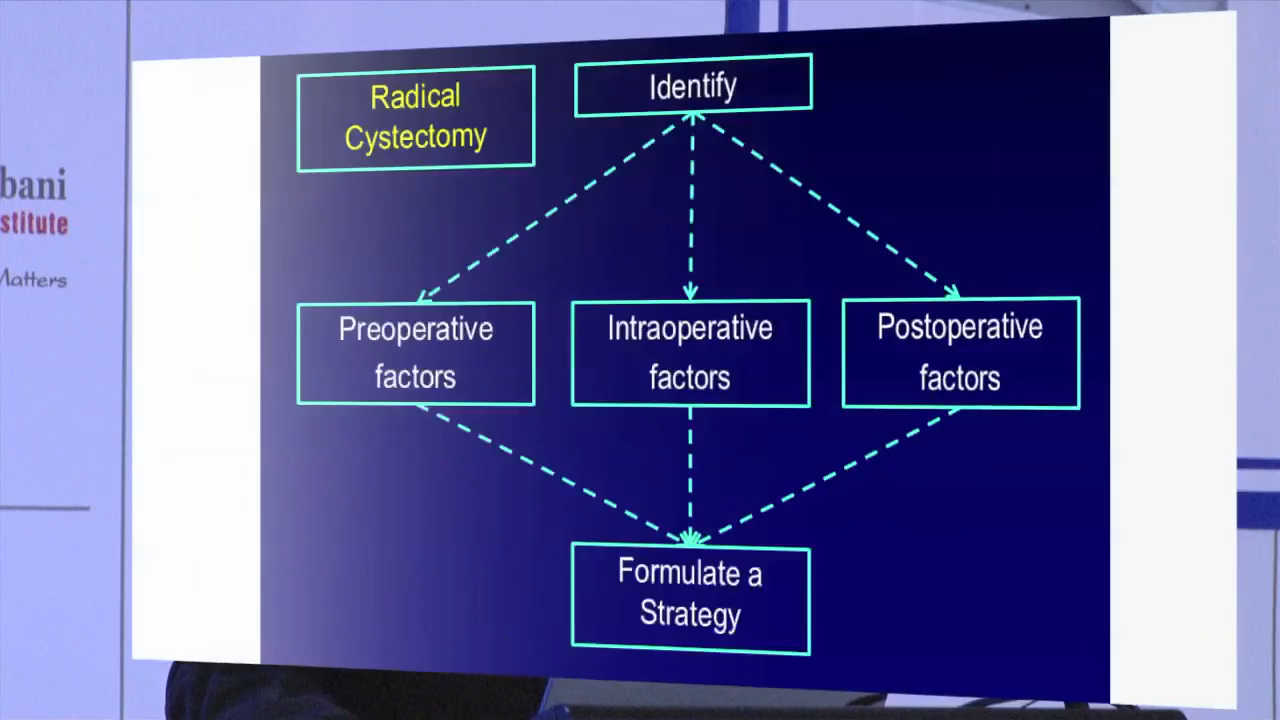 Radical
Cystectomy
Identify
Preoperative
factors
Intraoperative
factors
Postoperative
factors
Formulate a
Strategy
bani
stitute
Matters